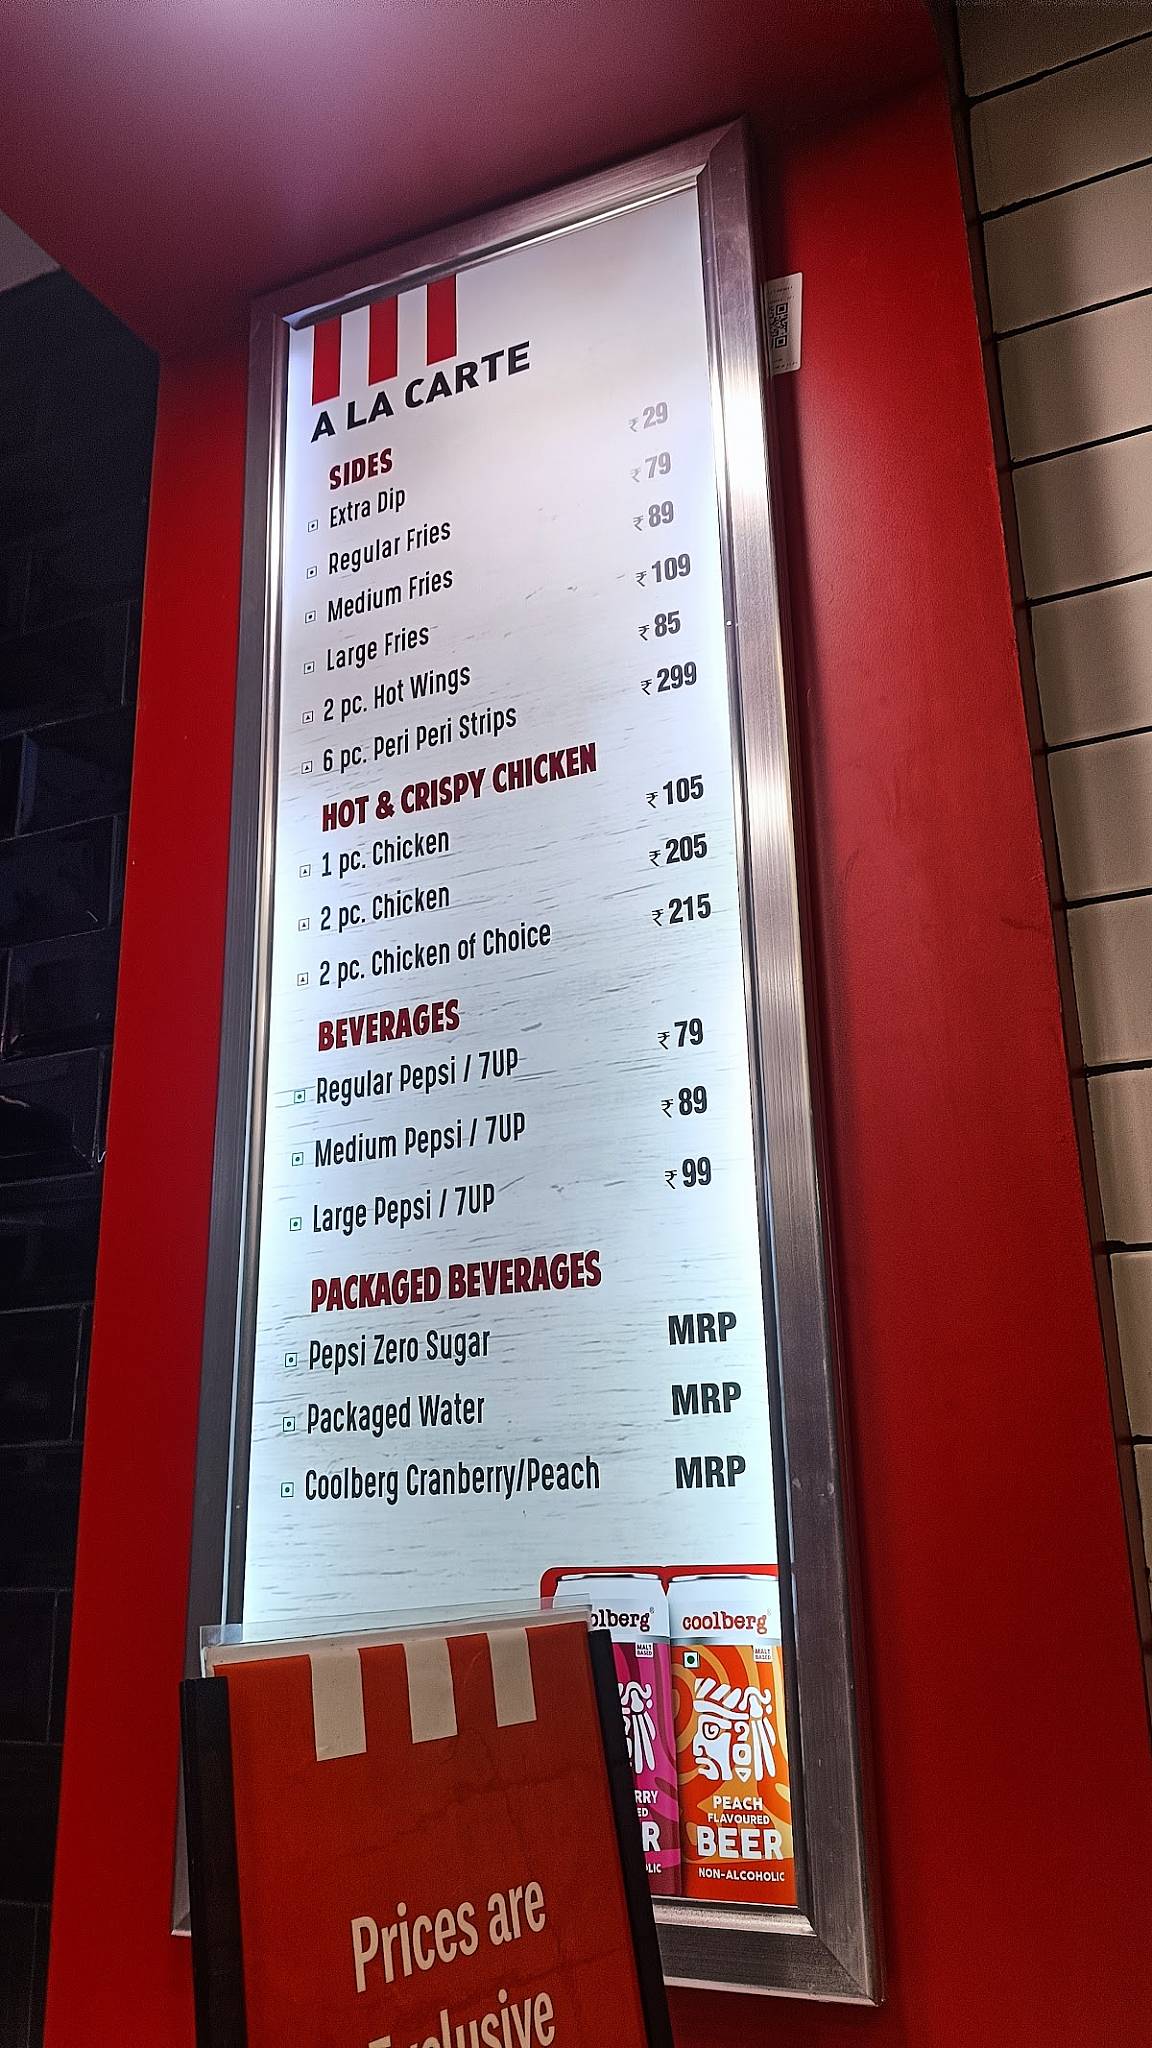 A LA CARTE
SIDES
Extra Dip ₹29
Regular Fries ₹79
Medium Fries ₹89
Large Fries ₹109
2 pc. Hot Wings ₹85
6 pc. Peri Peri Strips ₹299
HOT & CRISPY CHICKEN
1 pc. Chicken ₹105
2 pc. Chicken ₹205
2 pc. Chicken of Choice ₹215
BEVERAGES
Regular Pepsi / 7UP ₹79
Medium Pepsi / 7UP ₹89
Large Pepsi / 7UP ₹99
PACKAGED BEVERAGES
Pepsi Zero Sugar MRP
Packaged Water MRP
Coolberg Cranberry/Peach MRP
coolberg
MALT BASED
PEACH
FLAVOURED
BEER
NON-ALCOHOLIC
Prices are